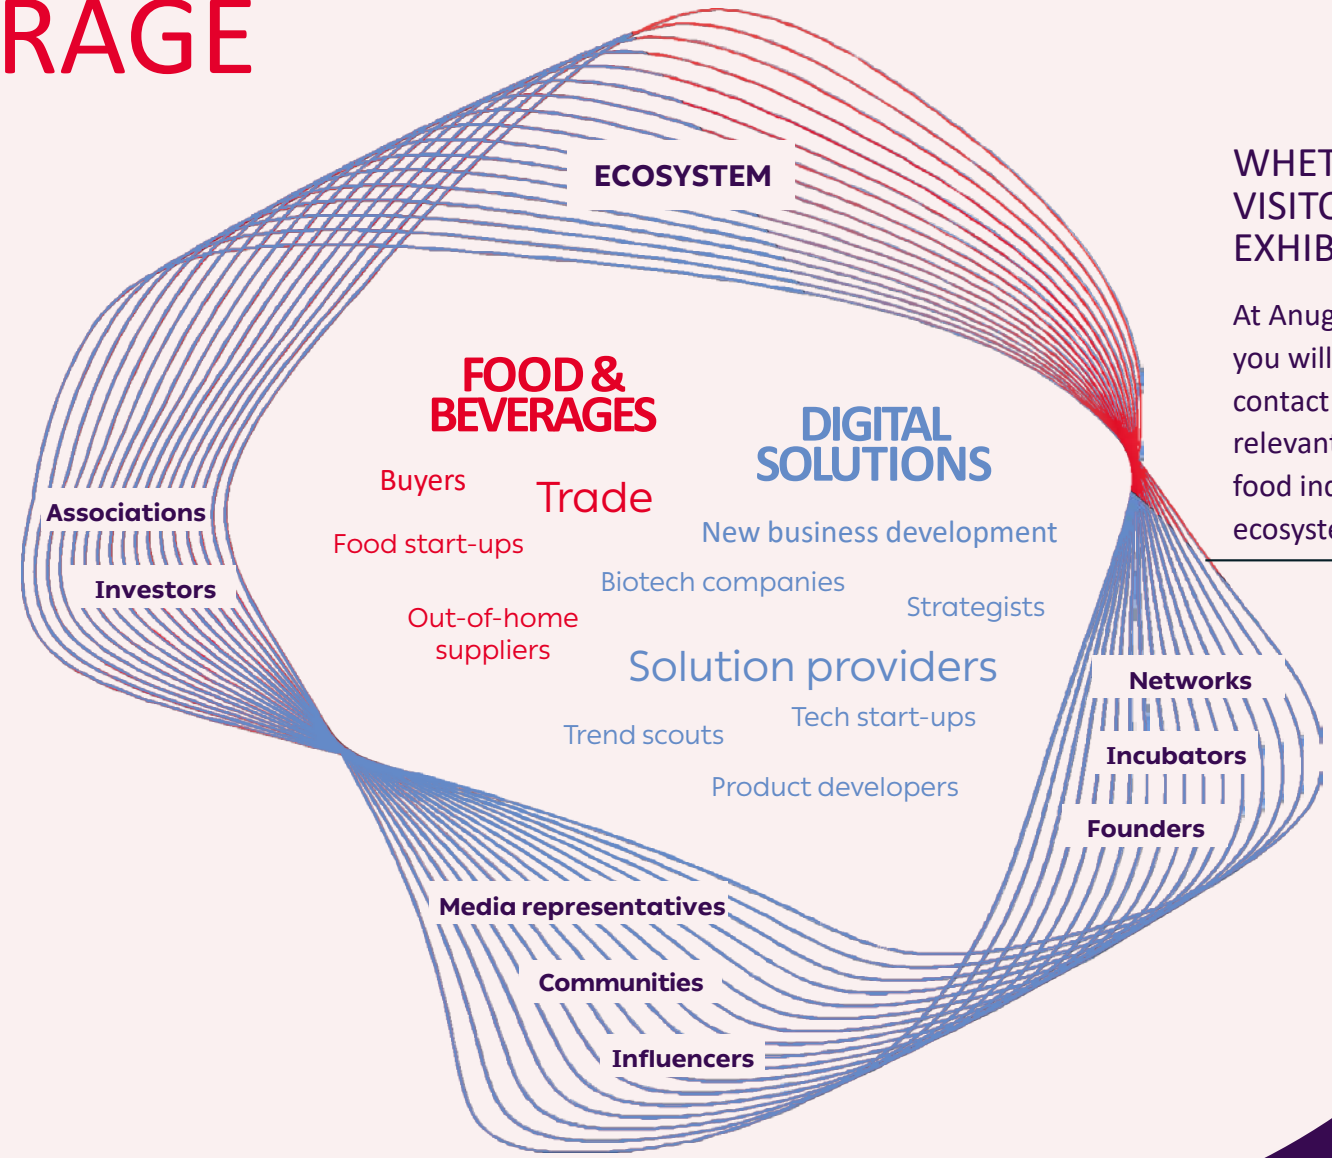 RAGE
ECOSYSTEM
FOOD &
BEVERAGES
Buyers
Trade
Food start-ups
Out-of-home
suppliers
DIGITAL
SOLUTIONS
New business development
Biotech companies
Strategists
Solution providers
Tech start-ups
Trend scouts
Product developers
Associations
Investors
Networks
Incubators
Founders
Media representatives
Communities
Influencers
WHET
VISITO
EXHIB
At Anug
you will
contact
relevant
food ind
ecosyste